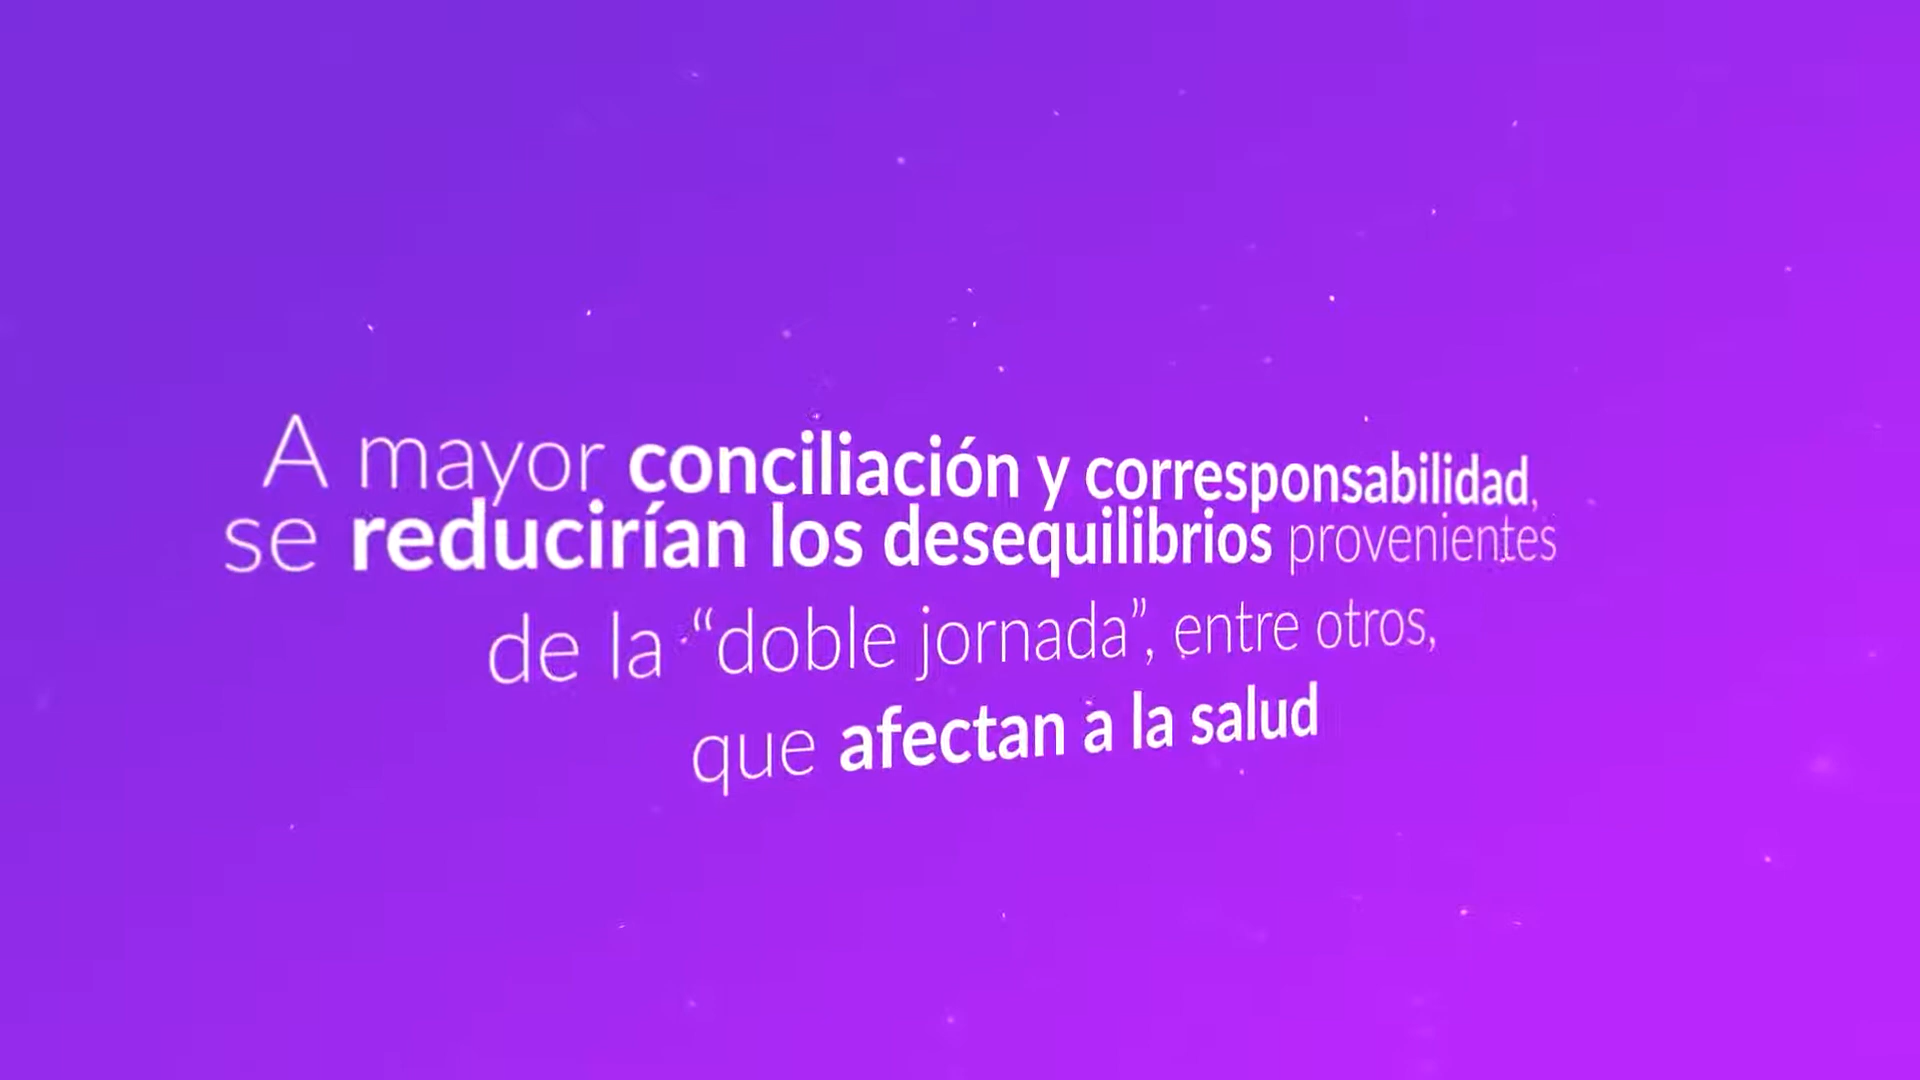 A mayor conciliación y corresponsabilidad,
se reducirían los desequilibrios provenientes
de la “doble jornada”, entre otros,
que afectan a la salud